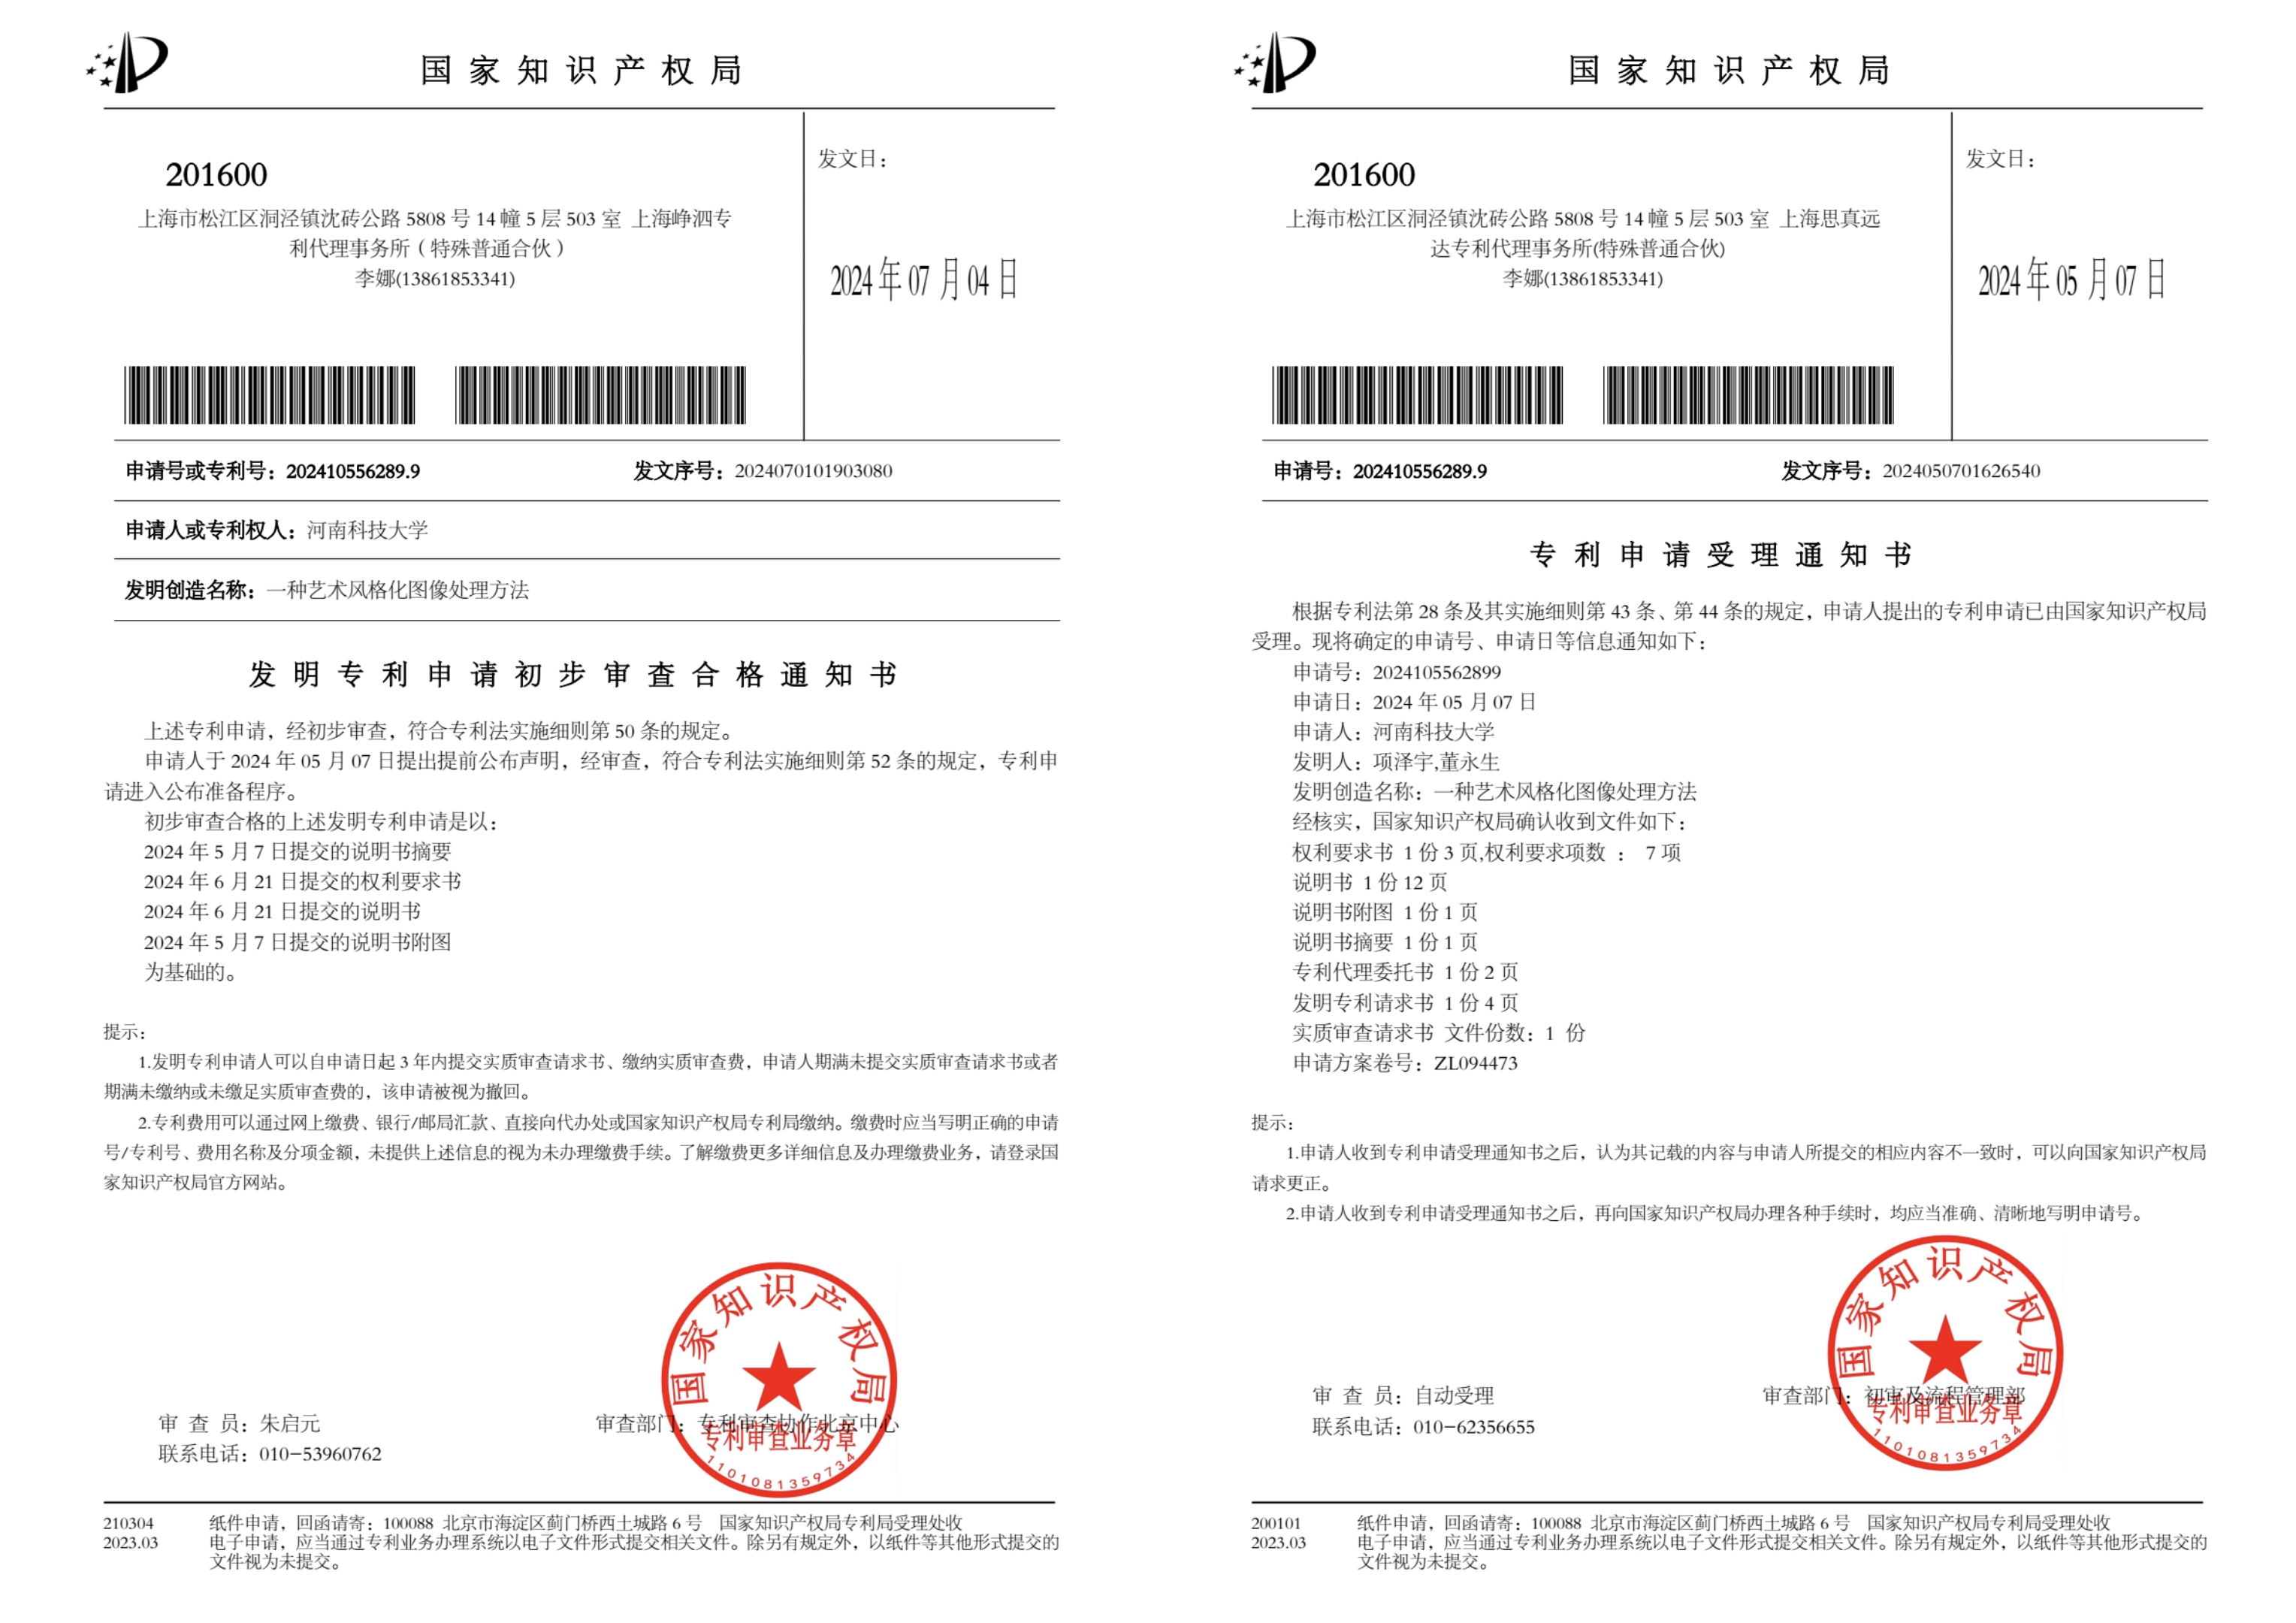 国家知识产权局
201600
上海市松江区洞泾镇沈砖公路 5808 号 14 幢 5 层 503 室 上海峥泗专
利代理事务所（特殊普通合伙）
李娜(13861853341)
发文日：
2024 年 07 月 04 日
申请号或专利号：202410556289.9 发文序号：2024070101903080
申请人或专利权人：河南科技大学
发明创造名称：一种艺术风格化图像处理方法
发明专利申请初步审查合格通知书
上述专利申请，经初步审查，符合专利法实施细则第 50 条的规定。
申请人于 2024 年 05 月 07 日提出提前公布声明，经审查，符合专利法实施细则第 52 条的规定，专利申
请进入公布准备程序。
初步审查合格的上述发明专利申请是以：
2024 年 5 月 7 日提交的说明书摘要
2024 年 6 月 21 日提交的权利要求书
2024 年 6 月 21 日提交的说明书
2024 年 5 月 7 日提交的说明书附图
为基础的。
提示：
1.发明专利申请人可以自申请日起 3 年内提交实质审查请求书、缴纳实质审查费，申请人期满未提交实质审查请求书或者
期满未缴纳或未缴足实质审查费的，该申请被视为撤回。
2.专利费用可以通过网上缴费、银行/邮局汇款、直接向代办处或国家知识产权局专利局缴纳。缴费时应当写明正确的申请
号/专利号、费用名称及分项金额，未提供上述信息的视为未办理缴费手续。了解缴费更多详细信息及办理缴费业务，请登录国
家知识产权局官方网站。
审 查 员：朱启元 审查部门：专利审查协作北京中心
联系电话：010-53960762
国家知识产权局
专利审查业务章
1101081359734
210304 纸件申请，回函请寄：100088 北京市海淀区蓟门桥西土城路 6 号 国家知识产权局专利局受理处收
2023.03 电子申请，应当通过专利业务办理系统以电子文件形式提交相关文件。除另有规定外，以纸件等其他形式提交的
文件视为未提交。
国家知识产权局
201600
上海市松江区洞泾镇沈砖公路 5808 号 14 幢 5 层 503 室 上海思真远
达专利代理事务所(特殊普通合伙)
李娜(13861853341)
发文日：
2024 年 05 月 07 日
申请号：202410556289.9 发文序号：2024050701626540
专利申请受理通知书
根据专利法第 28 条及其实施细则第 43 条、第 44 条的规定，申请人提出的专利申请已由国家知识产权局
受理。现将确定的申请号、申请日等信息通知如下：
申请号：2024105562899
申请日：2024 年 05 月 07 日
申请人：河南科技大学
发明人：项泽宇,董永生
发明创造名称：一种艺术风格化图像处理方法
经核实，国家知识产权局确认收到文件如下：
权利要求书 1 份 3 页,权利要求项数 ： 7 项
说明书 1 份 12 页
说明书附图 1 份 1 页
说明书摘要 1 份 1 页
专利代理委托书 1 份 2 页
发明专利请求书 1 份 4 页
实质审查请求书 文件份数：1 份
申请方案卷号：ZL094473
提示：
1.申请人收到专利申请受理通知书之后，认为其记载的内容与申请人所提交的相应内容不一致时，可以向国家知识产权局
请求更正。
2.申请人收到专利申请受理通知书之后，再向国家知识产权局办理各种手续时，均应当准确、清晰地写明申请号。
审 查 员：自动受理 审查部门：初审及流程管理部
联系电话：010-62356655
国家知识产权局
专利审查业务章
1101081359734
200101 纸件申请，回函请寄：100088 北京市海淀区蓟门桥西土城路 6 号 国家知识产权局专利局受理处收
2023.03 电子申请，应当通过专利业务办理系统以电子文件形式提交相关文件。除另有规定外，以纸件等其他形式提交的
文件视为未提交。